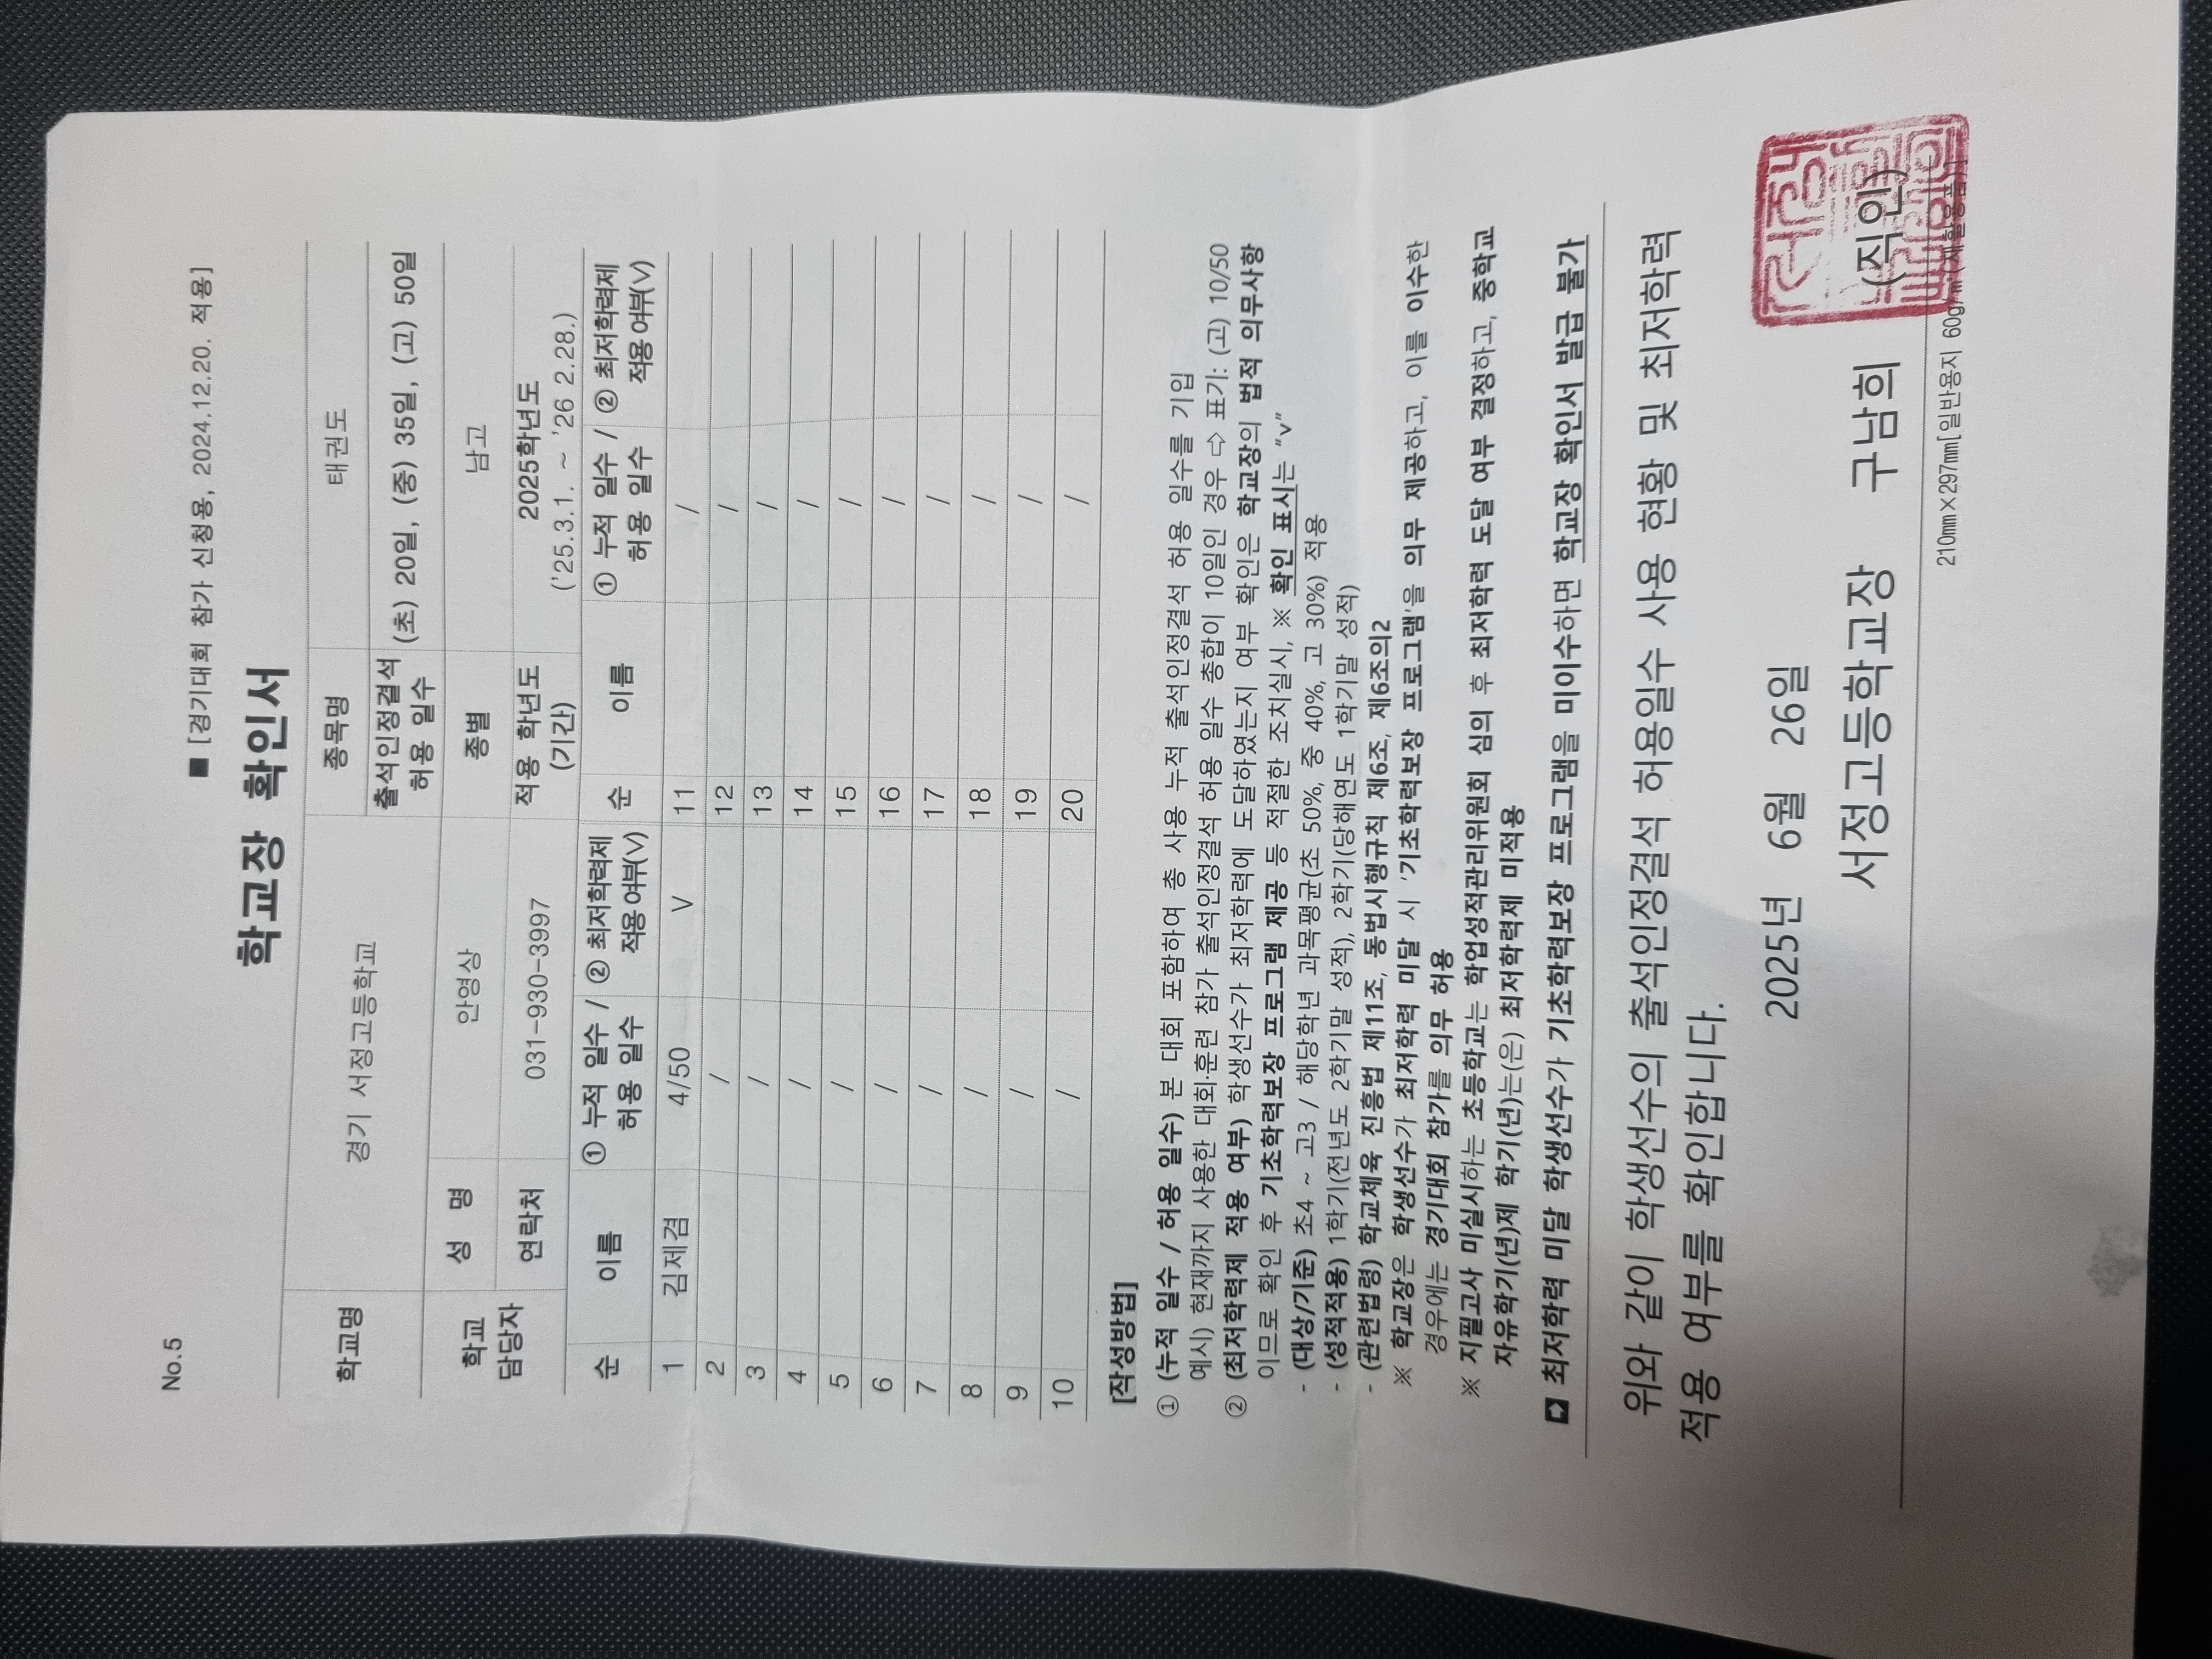 No.5
■ [경기대회 참가 신청용, 2024.12.20. 적용]
학교장 확인서
학교명 경기 서정고등학교 종목명 태권도
출석인정결석 허용 일수 (초) 20일, (중) 35일, (고) 50일
학교 담당자 성 명 안영상 종별 남고
연락처 031-930-3997 적용 학년도 (기간) 2025학년도 ('25.3.1. ~ '26 2.28.)
순 이름 ① 누적 일수 / 허용 일수 ② 최저학력제 적용여부(V) 순 이름 ① 누적 일수 / 허용 일수 ② 최저학력제 적용여부(V)
1 김제겸 4/50 V 11 /
2 / 12 /
3 / 13 /
4 / 14 /
5 / 15 /
6 / 16 /
7 / 17 /
8 / 18 /
9 / 19 /
10 / 20 /
[작성방법]
① (누적 일수 / 허용 일수) 본 대회 포함하여 총 사용 누적 출석인정결석 허용 일수를 기입
예시) 현재까지 사용한 대회·훈련 참가 출석인정결석 허용 일수 총합이 10일인 경우 ⇨ 표기: (고) 10/50
② (최저학력제 적용 여부) 학생선수가 최저학력에 도달하였는지 여부 확인은 학교장의 법적 의무사항
이므로 확인 후 기초학력보장 프로그램 제공 등 적절한 조치실시, ※ 확인 표시는 "v"
- (대상/기준) 초4 ~ 고3 / 해당학년 과목평균(초 50%, 중 40%, 고 30%) 적용
- (성적적용) 1학기(전년도 2학기말 성적), 2학기(당해연도 1학기말 성적)
- (관련법령) 학교체육 진흥법 제11조, 동법시행규칙 제6조, 제6조의2
※ 학교장은 학생선수가 최저학력 미달 시 '기초학력보장 프로그램'을 의무 제공하고, 이를 이수한
경우에는 경기대회 참가를 의무 허용
※ 지필고사 미실시하는 초등학교는 학업성적관리위원회 심의 후 최저학력 도달 여부 결정하고, 중학교
자유학기(년)제 학기(년)는(은) 최저학력제 미적용
➡ 최저학력 미달 학생선수가 기초학력보장 프로그램을 미이수하면 학교장 확인서 발급 불가
위와 같이 학생선수의 출석인정결석 허용일수 사용 현황 및 최저학력
적용 여부를 확인합니다.
2025년 6월 26일
서정고등학교장 구남희 (직인)
210㎜×297㎜[일반용지 60g/㎡(재활용품)]